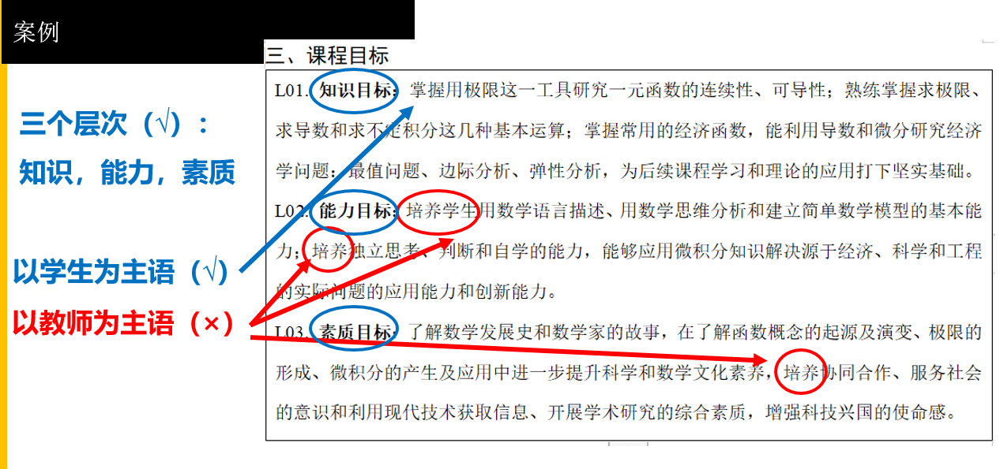 案例
三、课程目标
三个层次（√）：
知识，能力，素质
以学生为主语（√）
以教师为主语（×）
L01. 知识目标：掌握用极限这一工具研究一元函数的连续性、可导性；熟练掌握求极限、
求导数和求不定积分这几种基本运算；掌握常用的经济函数，能利用导数和微分研究经济
学问题：最值问题、边际分析、弹性分析，为后续课程学习和理论的应用打下坚实基础。
L02. 能力目标：培养学生用数学语言描述、用数学思维分析和建立简单数学模型的基本能
力；培养独立思考、判断和自学的能力，能够应用微积分知识解决源于经济、科学和工程
的实际问题的应用能力和创新能力。
L03. 素质目标：了解数学发展史和数学家的故事，在了解函数概念的起源及演变、极限的
形成、微积分的产生及应用中进一步提升科学和数学文化素养，培养协同合作、服务社会
的意识和利用现代技术获取信息、开展学术研究的综合素质，增强科技兴国的使命感。